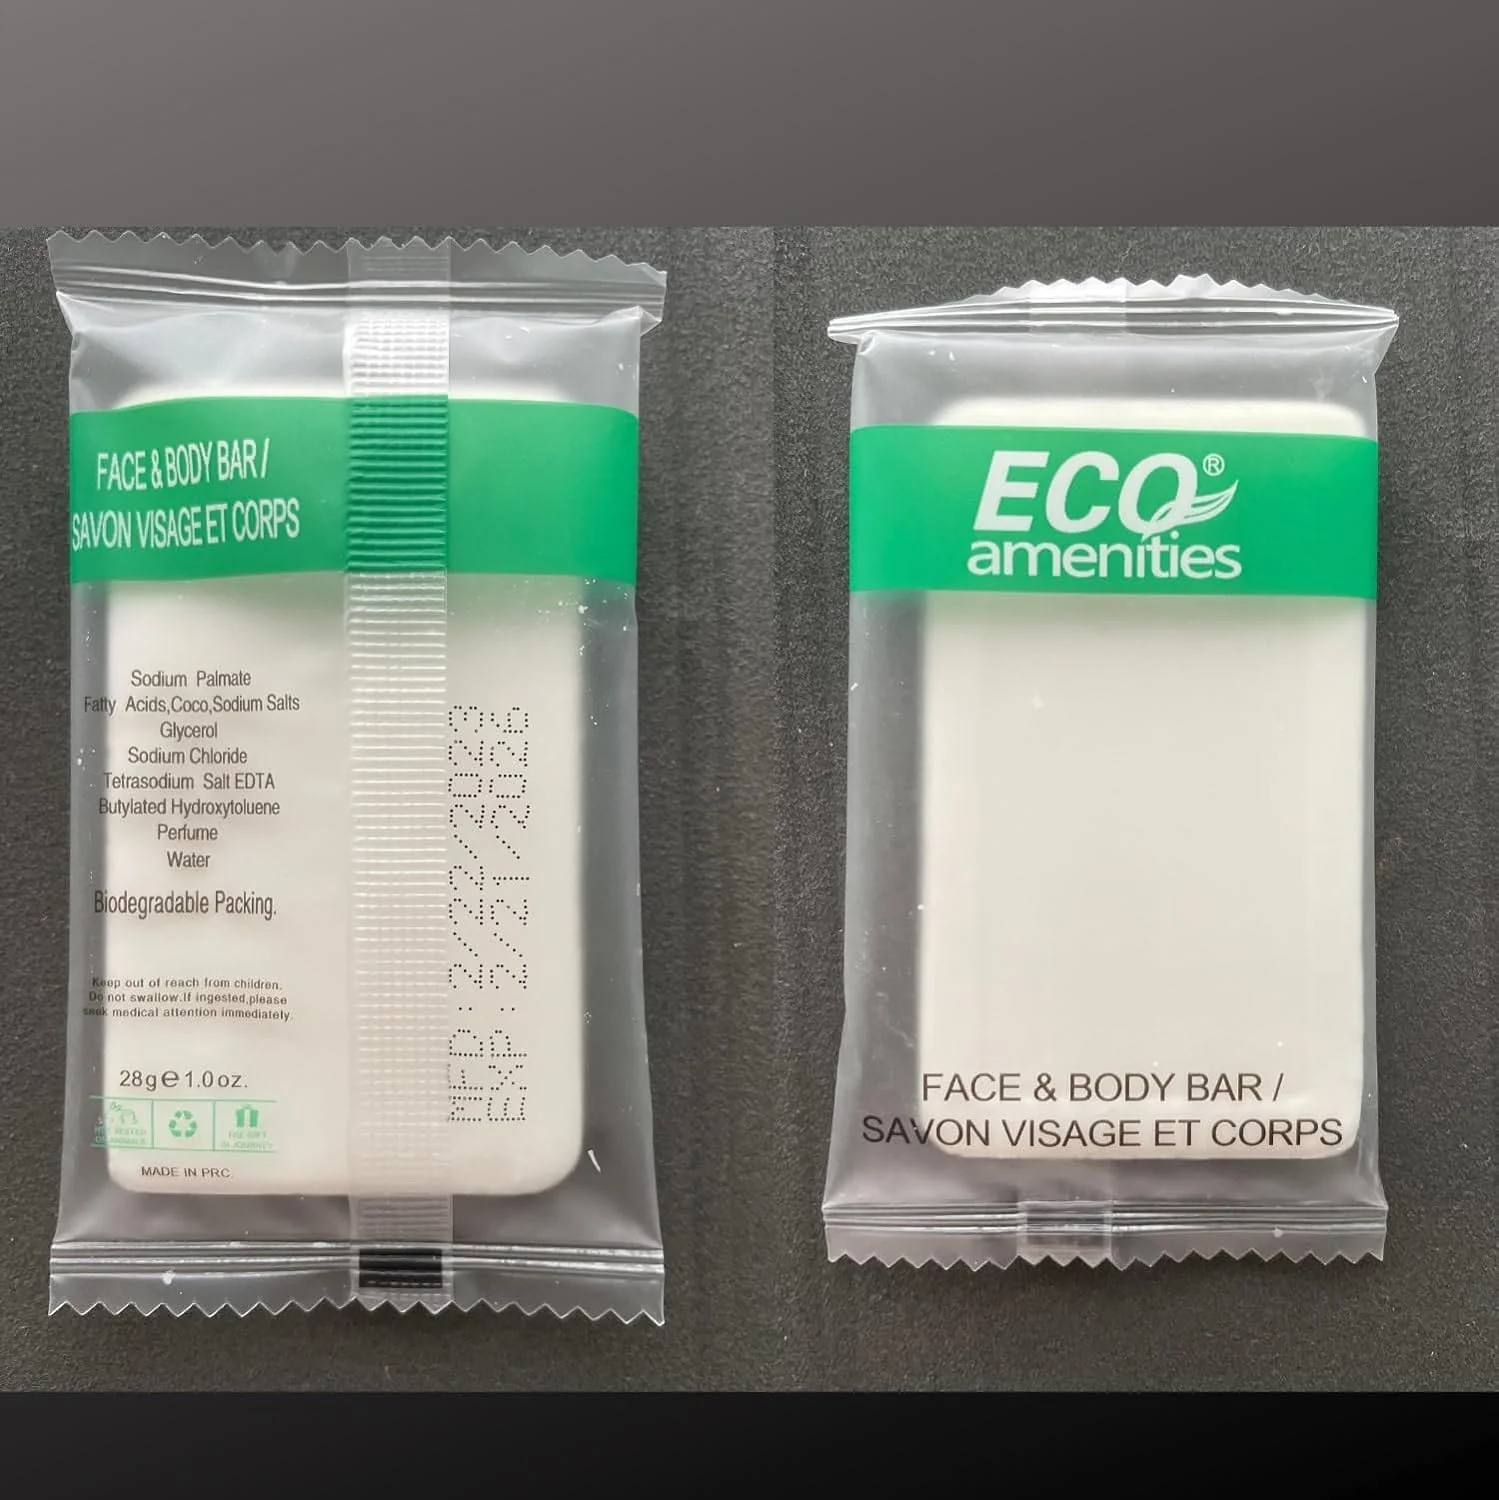 FACE & BODY BAR /
SAVON VISAGE ET CORPS
Sodium Palmate
Fatty Acids,Coco,Sodium Salts
Glycerol
Sodium Chloride
Tetrasodium Salt EDTA
Butylated Hydroxytoluene
Perfume
Water
Biodegradable Packing.
Keep out of reach from children.
Do not swallow.If ingested,please
seek medical attention immediately.
28g e 1.0 oz.
MADE IN PRC.
MFD: 2/22/2023
EXP: 2/21/2026
ECO®
amenities
FACE & BODY BAR /
SAVON VISAGE ET CORPS